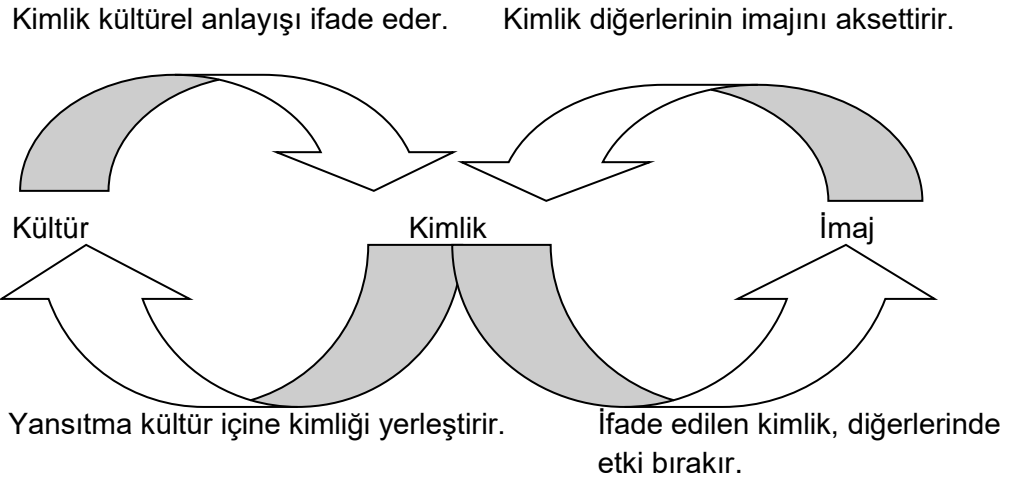 Kimlik kültürel anlayışı ifade eder.
Kimlik diğerlerinin imajını aksettirir.
Kültür
Kimlik
İmaj
Yansıtma kültür içine kimliği yerleştirir.
İfade edilen kimlik, diğerlerinde
etki bırakır.